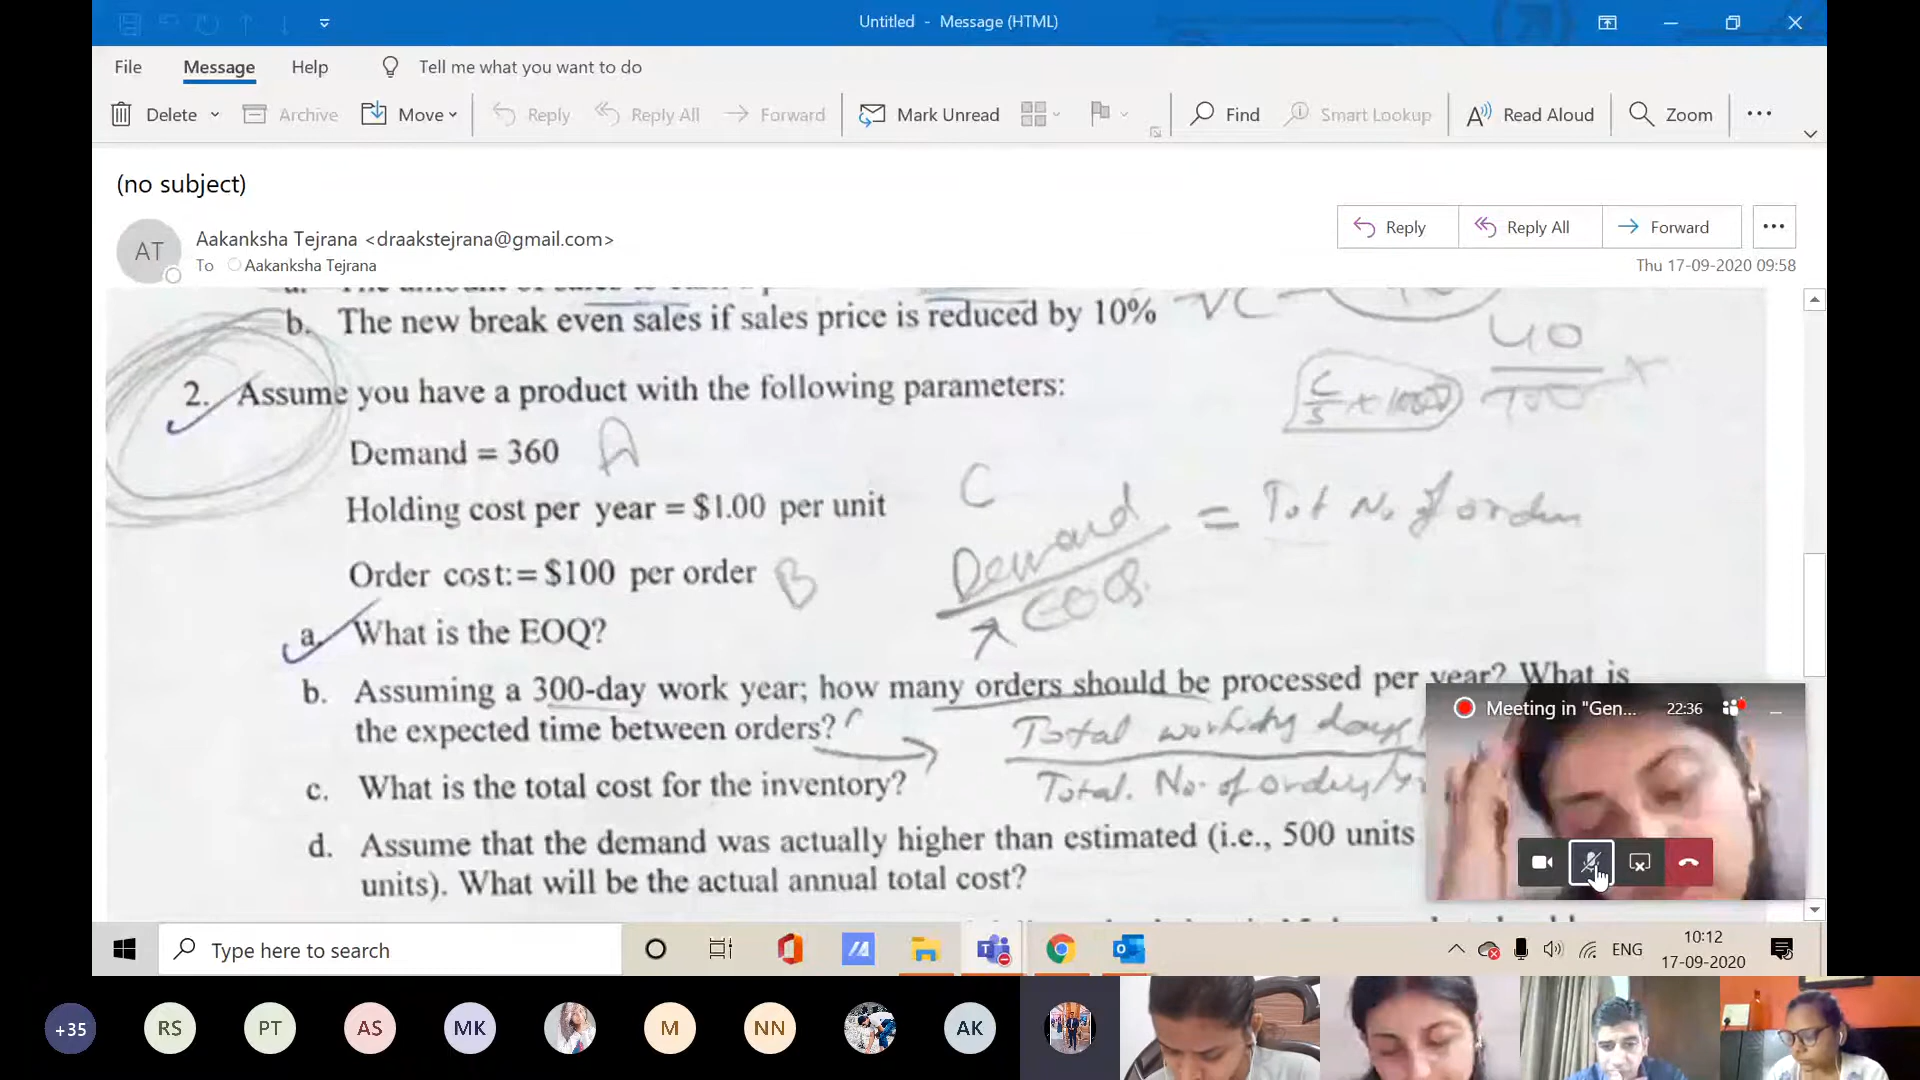 Untitled - Message (HTML)
File Message Help Tell me what you want to do
Delete Archive Move Reply Reply All Forward Mark Unread Find Smart Lookup Read Aloud Zoom
(no subject)
Reply Reply All Forward
AT Aakanksha Tejrana <draakstejrana@gmail.com>
To Aakanksha Tejrana
Thu 17-09-2020 09:58
b. The new break even sales if sales price is reduced by 10% VC
40
C/S × 100
2. Assume you have a product with the following parameters:
Demand = 360 A
Holding cost per year = $1.00 per unit C
Demand = Tot No. of orders
EOQ
Order cost:= $100 per order B
a. What is the EOQ?
b. Assuming a 300-day work year; how many orders should be processed per year? What is
the expected time between orders?
Total working days
Total. No. of orders/yr
c. What is the total cost for the inventory?
d. Assume that the demand was actually higher than estimated (i.e., 500 units
units). What will be the actual annual total cost?
Meeting in "Gen... 22:36
Type here to search
ENG
10:12
17-09-2020
+35 RS PT AS MK M NN AK